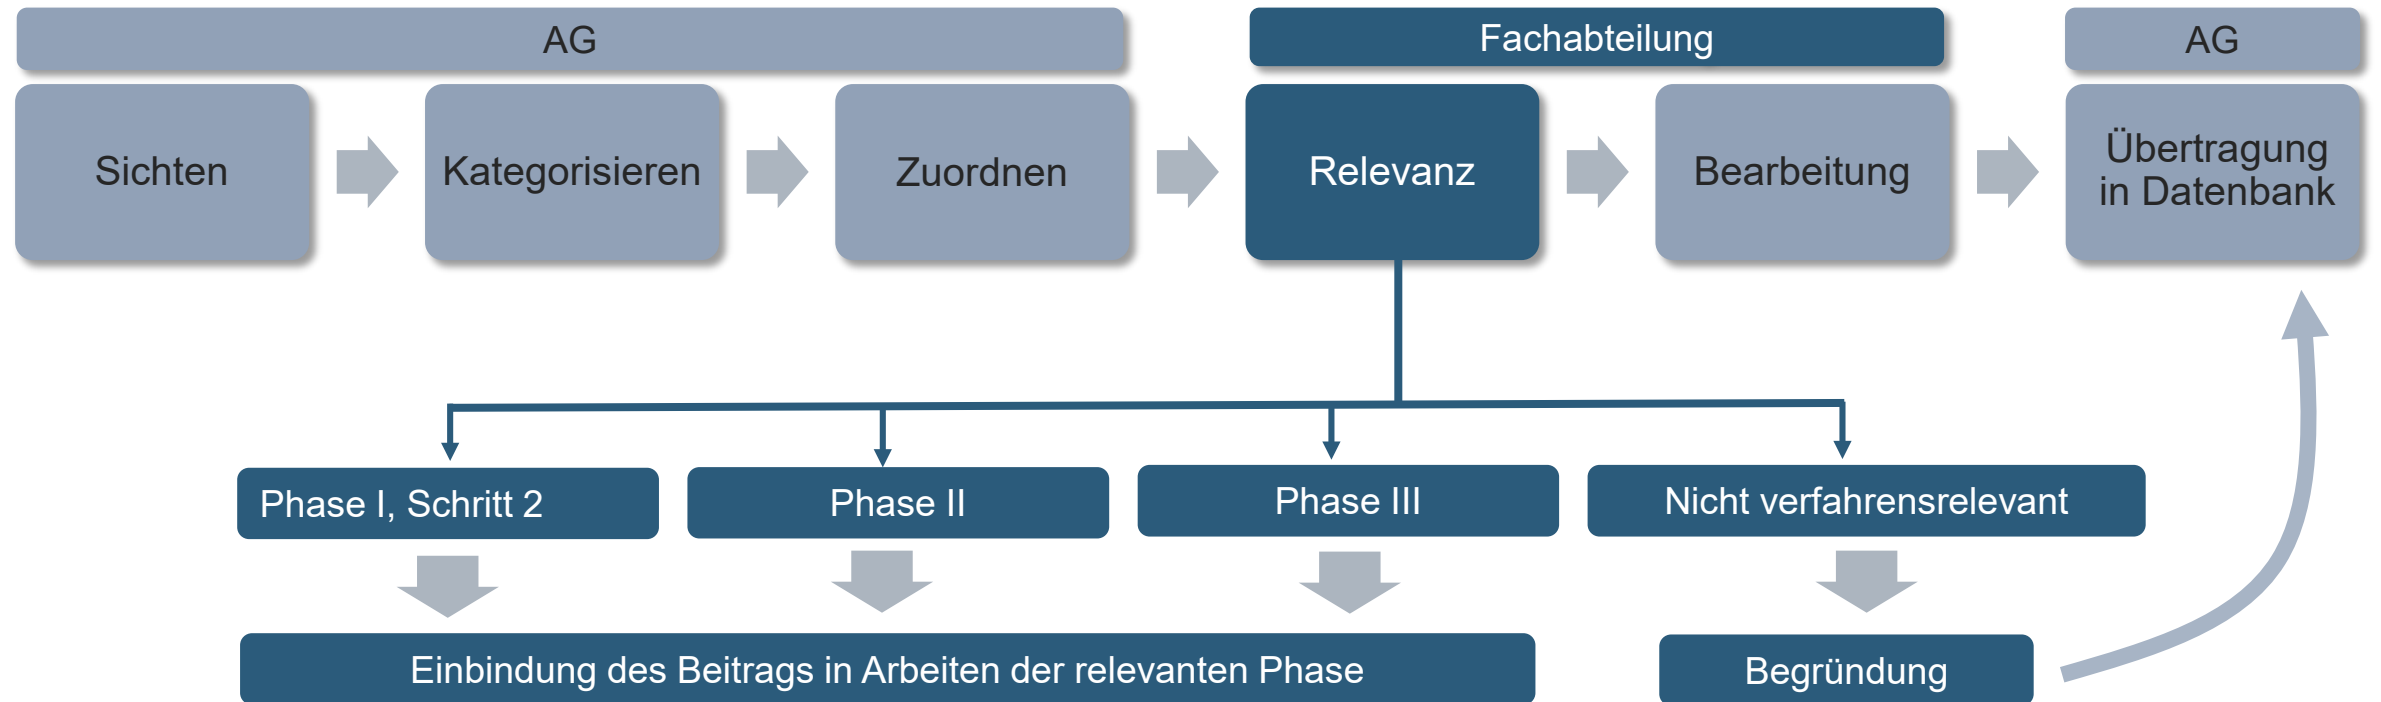 AG
Fachabteilung
AG
Sichten
Kategorisieren
Zuordnen
Relevanz
Bearbeitung
Übertragung
in Datenbank
Phase I, Schritt 2
Phase II
Phase III
Nicht verfahrensrelevant
Einbindung des Beitrags in Arbeiten der relevanten Phase
Begründung